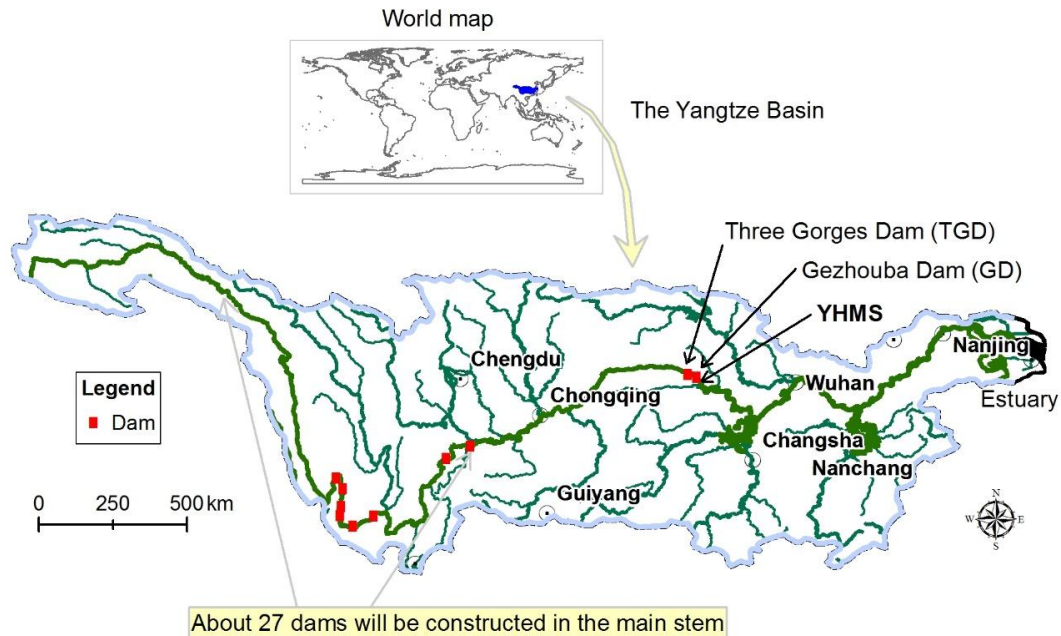 World map
The Yangtze Basin
Three Gorges Dam (TGD)
Gezhouba Dam (GD)
YHMS
Nanjing
Chengdu
Wuhan
Chongqing
Estuary
Legend
Dam
Changsha
Nanchang
Guiyang
0 250 500 km
N
W E
S
About 27 dams will be constructed in the main stem